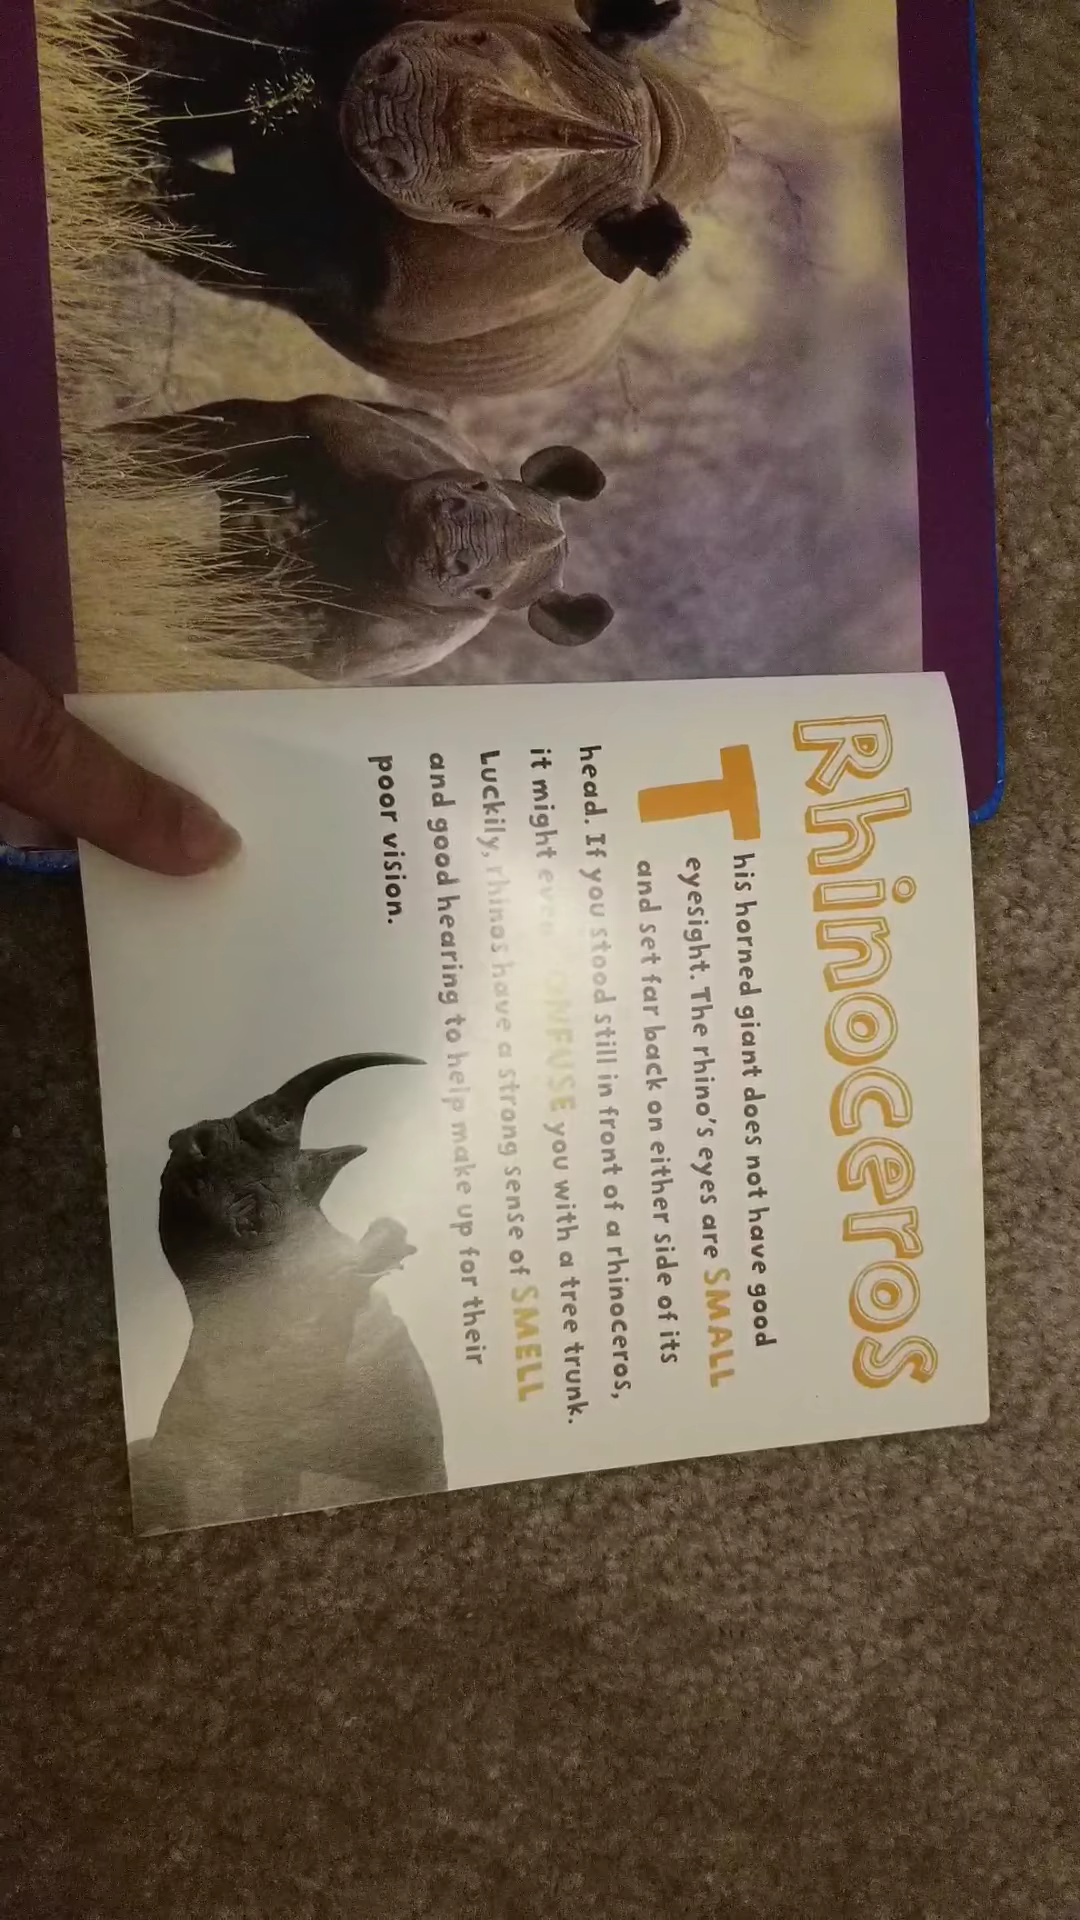 Rhinoceros
This horned giant does not have good
eyesight. The rhino's eyes are SMALL
and set far back on either side of its
head. If you stood still in front of a rhinoceros,
it might even CONFUSE you with a tree trunk.
Luckily, rhinos have a strong sense of SMELL
and good hearing to help make up for their
poor vision.